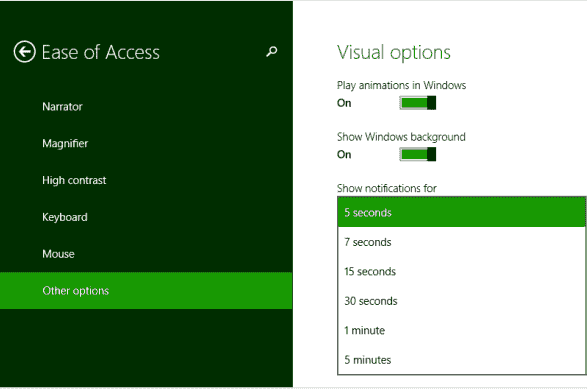 Ease of Access
Narrator
Magnifier
High contrast
Keyboard
Mouse
Other options
Visual options
Play animations in Windows
On
Show Windows background
On
Show notifications for
5 seconds
7 seconds
15 seconds
30 seconds
1 minute
5 minutes